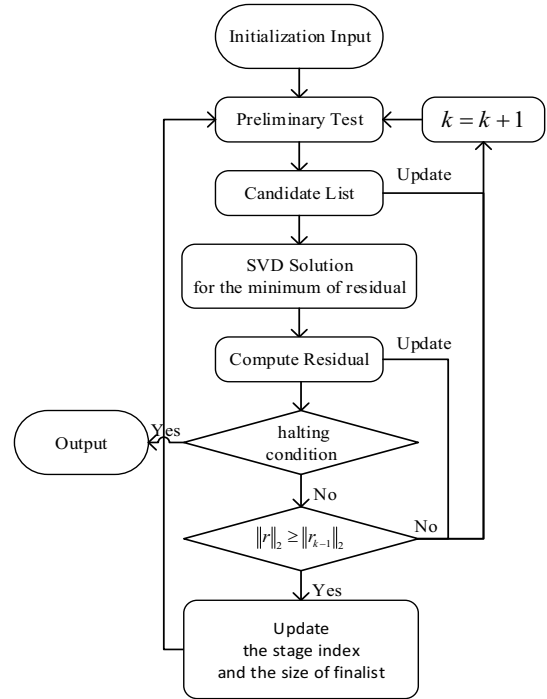 Initialization Input
Preliminary Test
k = k + 1
Update
Candidate List
SVD Solution
for the minimum of residual
Update
Compute Residual
Yes
Output
halting
condition
No
‖r‖₂ ≥ ‖rₖ₋₁‖₂
No
Yes
Update
the stage index
and the size of finalist